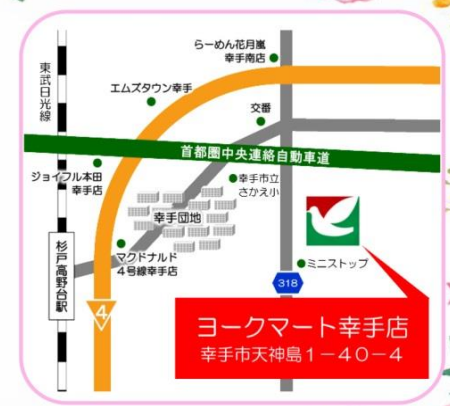 らーめん花月嵐
幸手南店
東武日光線
エムズタウン幸手
交番
首都圏中央連絡自動車道
ジョイフル本田
幸手店
幸手市立
さかえ小
幸手団地
杉戸高野台駅
マクドナルド
4号線幸手店
ミニストップ
318
4
ヨークマート幸手店
幸手市天神島1-40-4